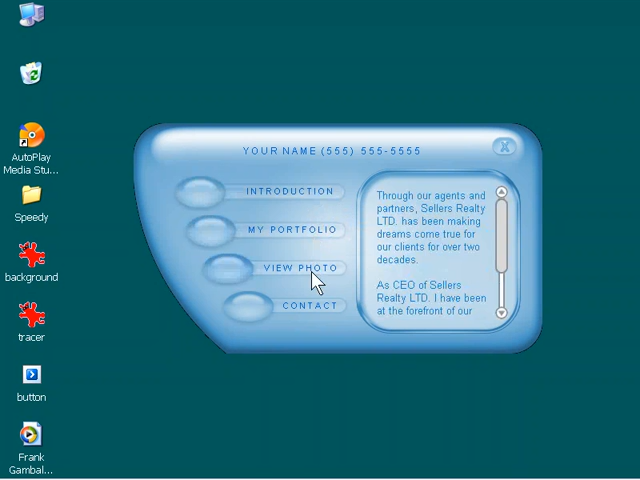 AutoPlay
Media Stu...
Speedy
background
tracer
button
Frank
Gambal...
YOUR NAME (555) 555-5555
X
INTRODUCTION
MY PORTFOLIO
VIEW PHOTO
CONTACT
Through our agents and
partners, Sellers Realty
LTD. has been making
dreams come true for
our clients for over two
decades.
As CEO of Sellers
Realty LTD. I have been
at the forefront of our